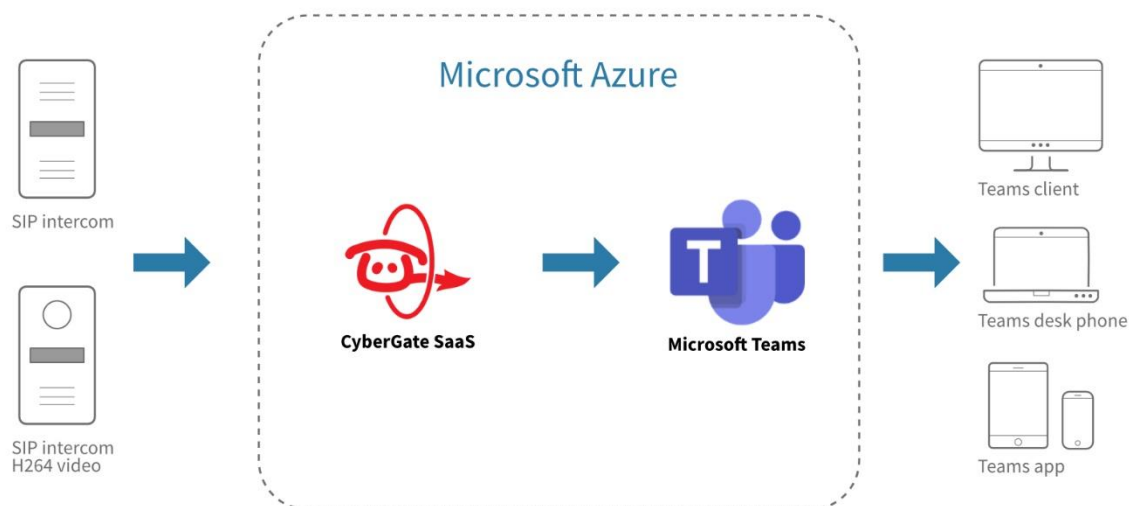 Microsoft Azure
SIP intercom
SIP intercom
H264 video
CyberGate SaaS
T
Microsoft Teams
Teams client
Teams desk phone
Teams app